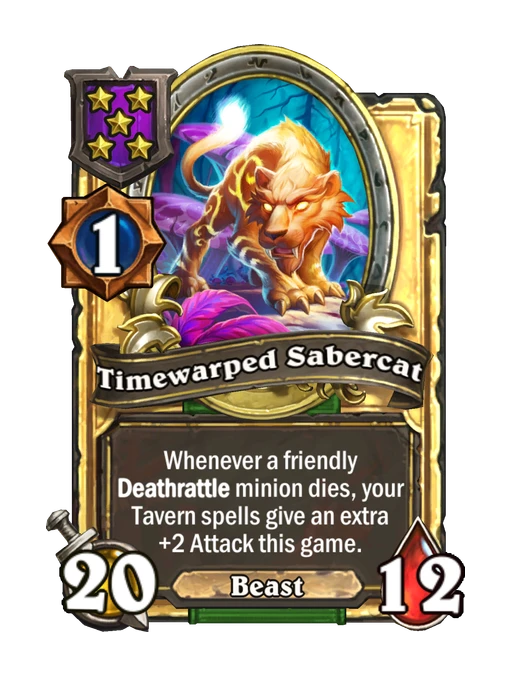 1
Timewarped Sabercat
Whenever a friendly
Deathrattle minion dies, your
Tavern spells give an extra
+2 Attack this game.
20
Beast
12